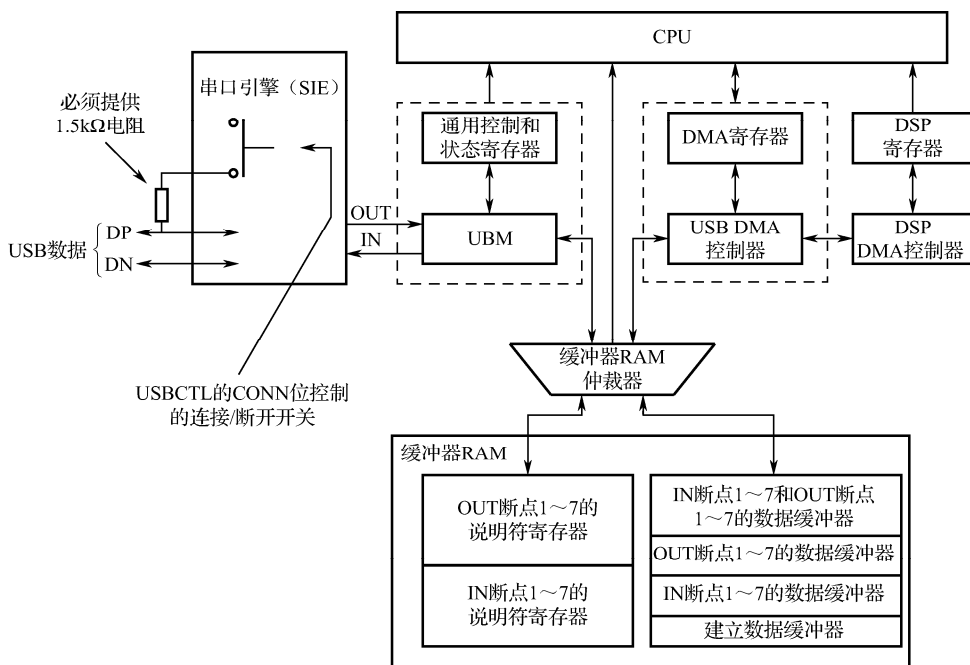 CPU
串口引擎（SIE）
必须提供
1.5kΩ电阻
通用控制和
状态寄存器
DMA寄存器
DSP
寄存器
OUT
IN
UBM
USB DMA
控制器
DSP
DMA控制器
USB数据
DP
DN
缓冲器RAM
仲裁器
USBCTL的CONN位控制
的连接/断开开关
缓冲器RAM
OUT断点1～7的
说明符寄存器
IN断点1～7的
说明符寄存器
IN断点1～7和OUT断点
1～7的数据缓冲器
OUT断点1～7的数据缓冲器
IN断点1～7的数据缓冲器
建立数据缓冲器